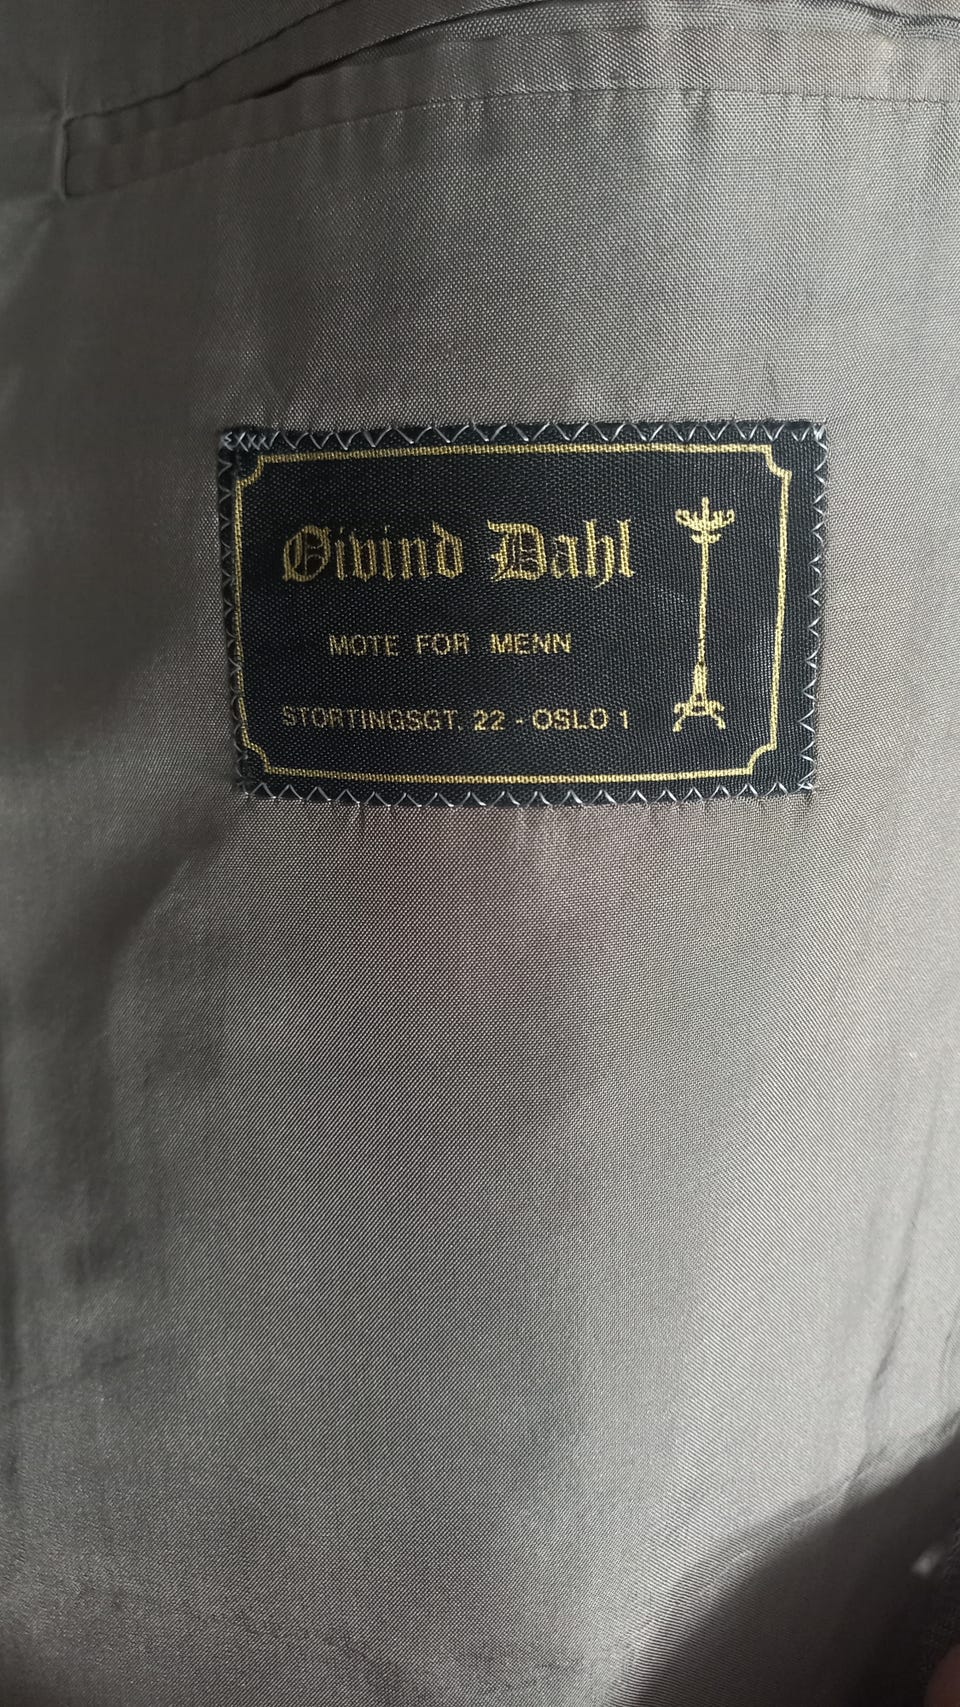 Øivind Dahl
MOTE FOR MENN
STORTINGSGT. 22 - OSLO 1